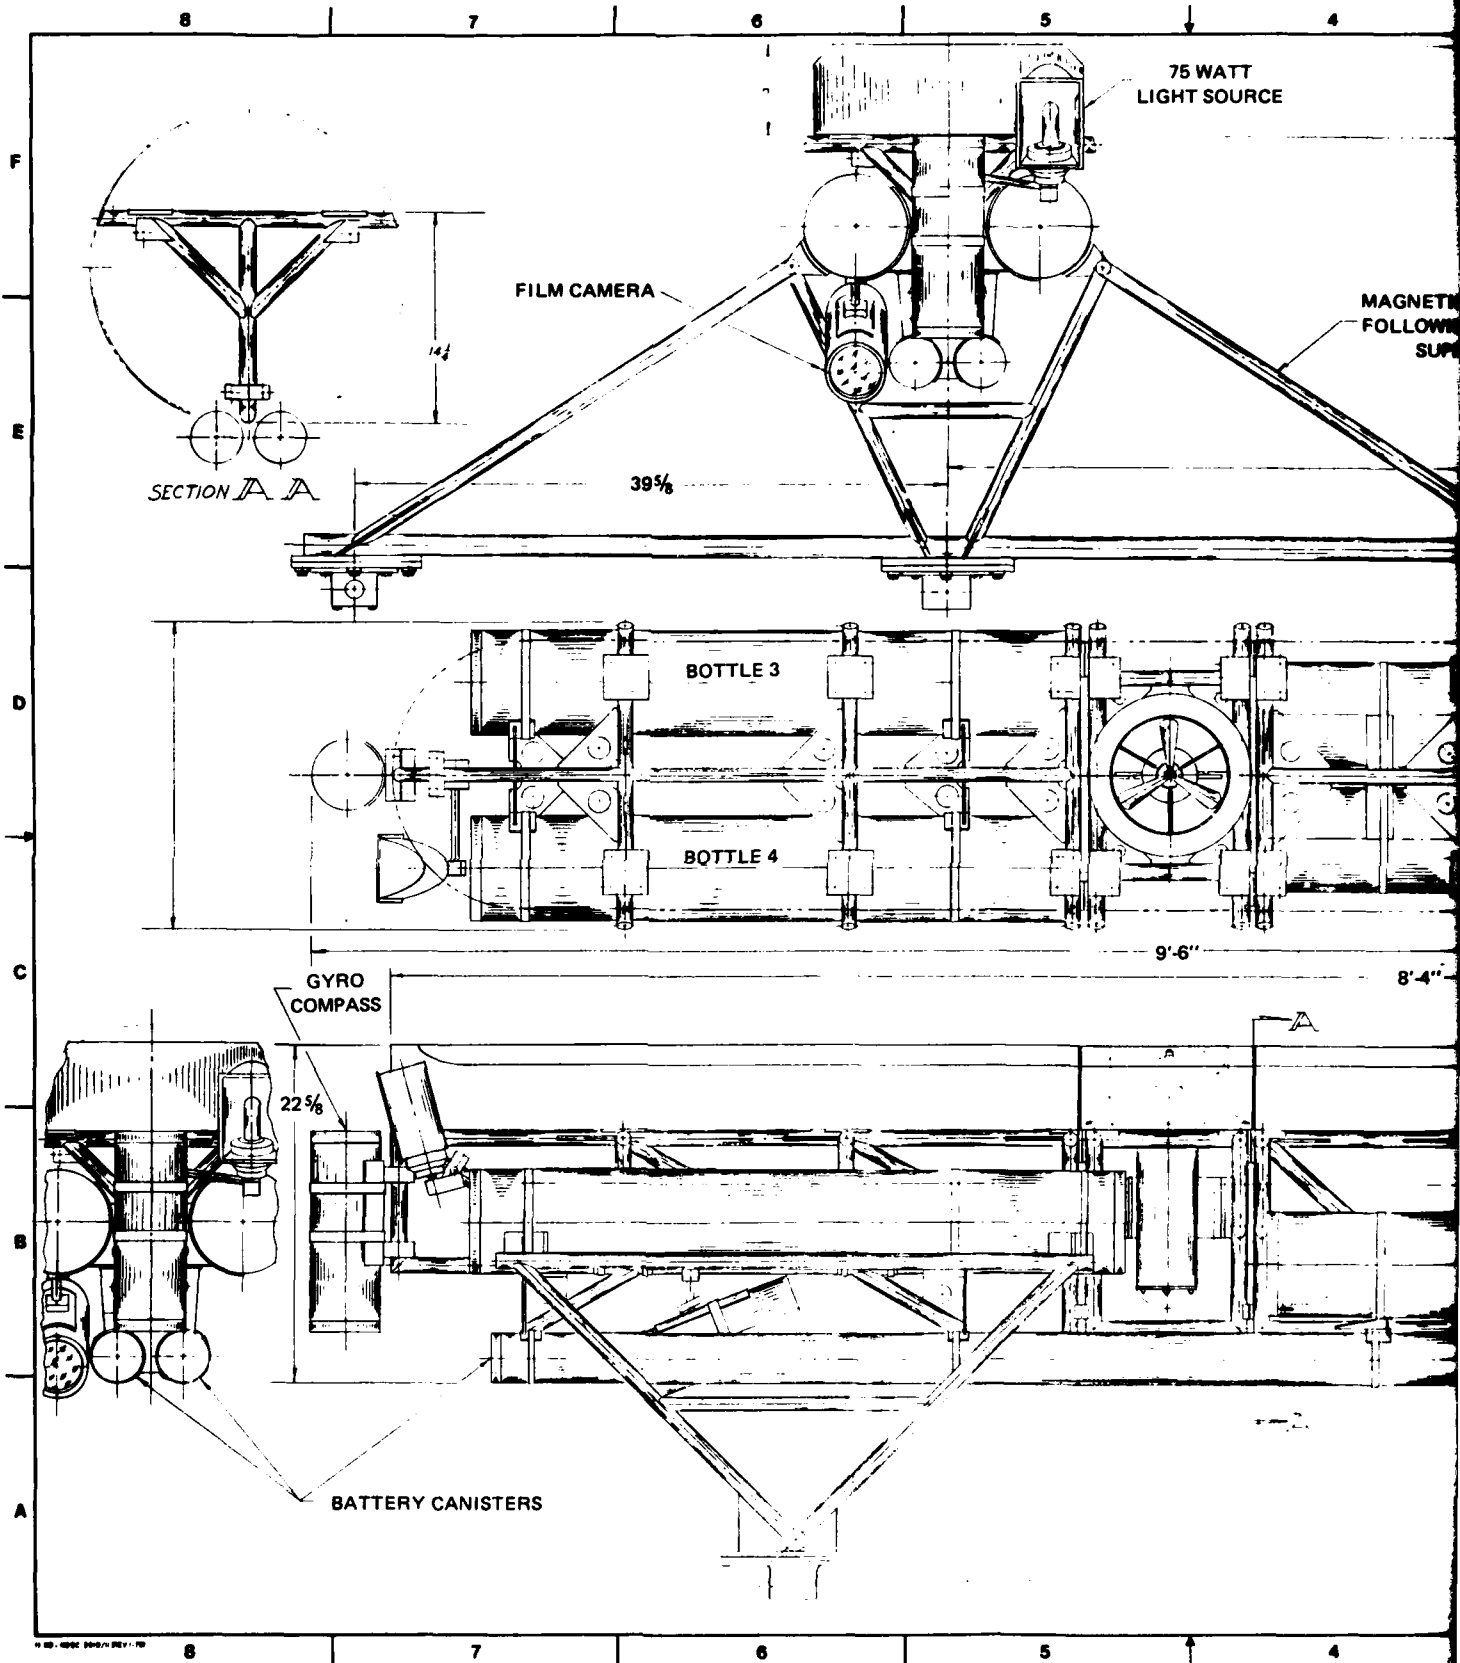 8 7 6 5 4
F
75 WATT
LIGHT SOURCE
FILM CAMERA
MAGNETI
FOLLOWI
SUP
14¼
E
SECTION A A
39⅝
D
BOTTLE 3
BOTTLE 4
9'-6"
C
8'-4"
GYRO
COMPASS
A
22⅝
B
A
BATTERY CANISTERS
8 7 6 5 4